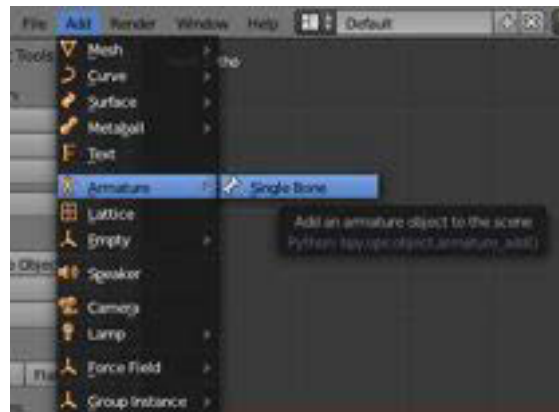 File Add Render Window Help Default
Tools
Mesh
Curve
Surface
Metaball
Text
Armature
Single Bone
Add an armature object to the scene
Python: bpy.ops.object.armature_add()
Lattice
Empty
Speaker
Camera
Lamp
Force Field
Group Instance